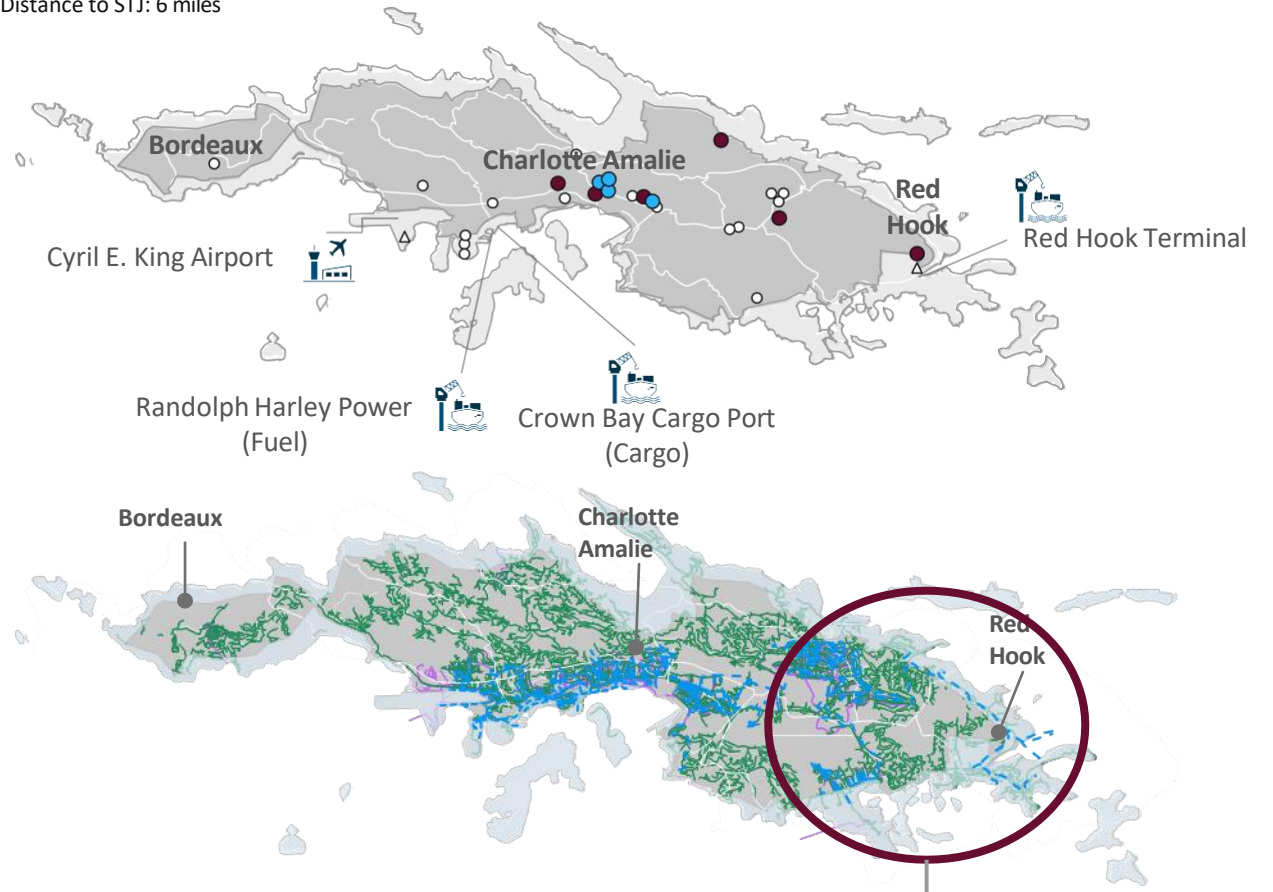 Distance to STJ: 6 miles
Bordeaux
Charlotte Amalie
Red
Hook
Cyril E. King Airport
Red Hook Terminal
Randolph Harley Power
(Fuel)
Crown Bay Cargo Port
(Cargo)
Bordeaux
Charlotte
Amalie
Red
Hook